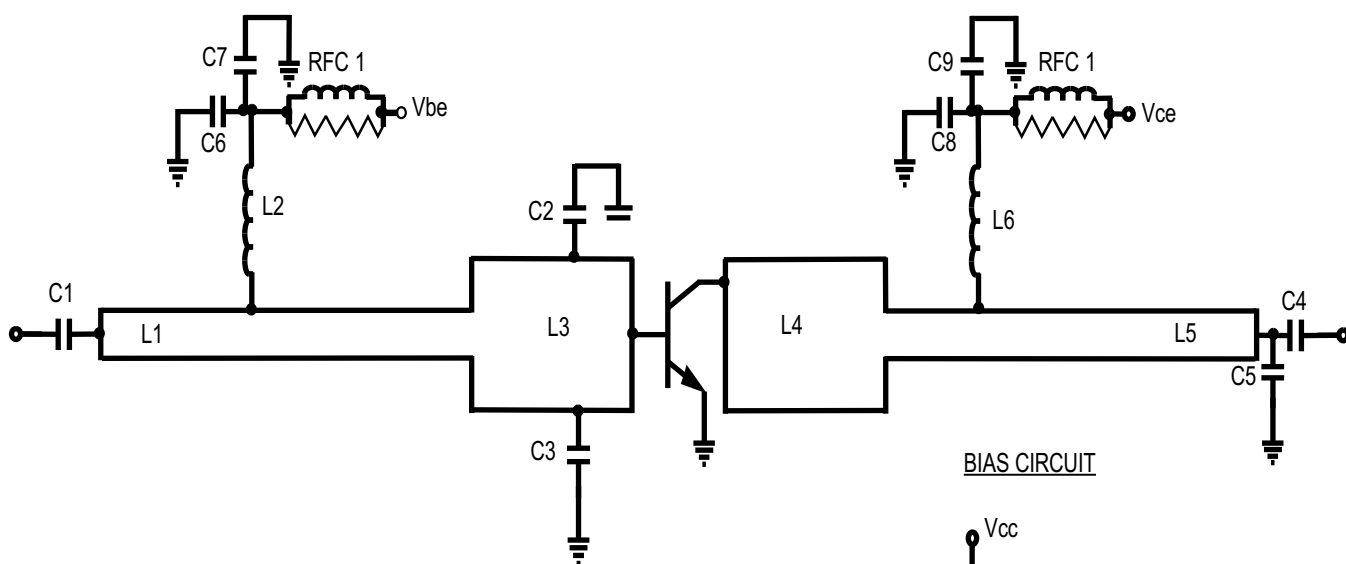 C7
RFC 1
Vbe
C6
L2
C9
RFC 1
Vce
C8
L6
C2
C1
L1
L3
L4
L5
C4
C5
C3
BIAS CIRCUIT
Vcc